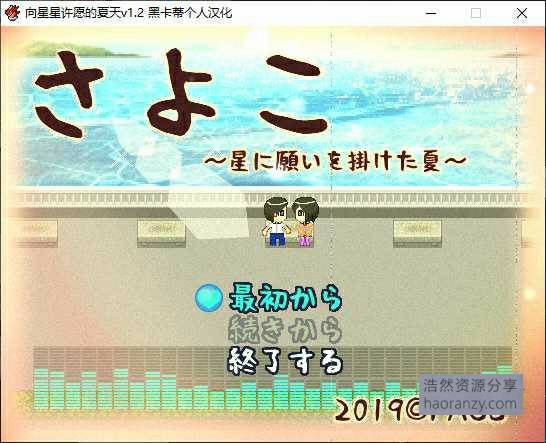 向星星许愿的夏天v1.2 黑卡蒂个人汉化
さよこ
～星に願いを掛けた夏～
最初から
続きから
終了する
浩然资源分享
haoranzy.com
2019©